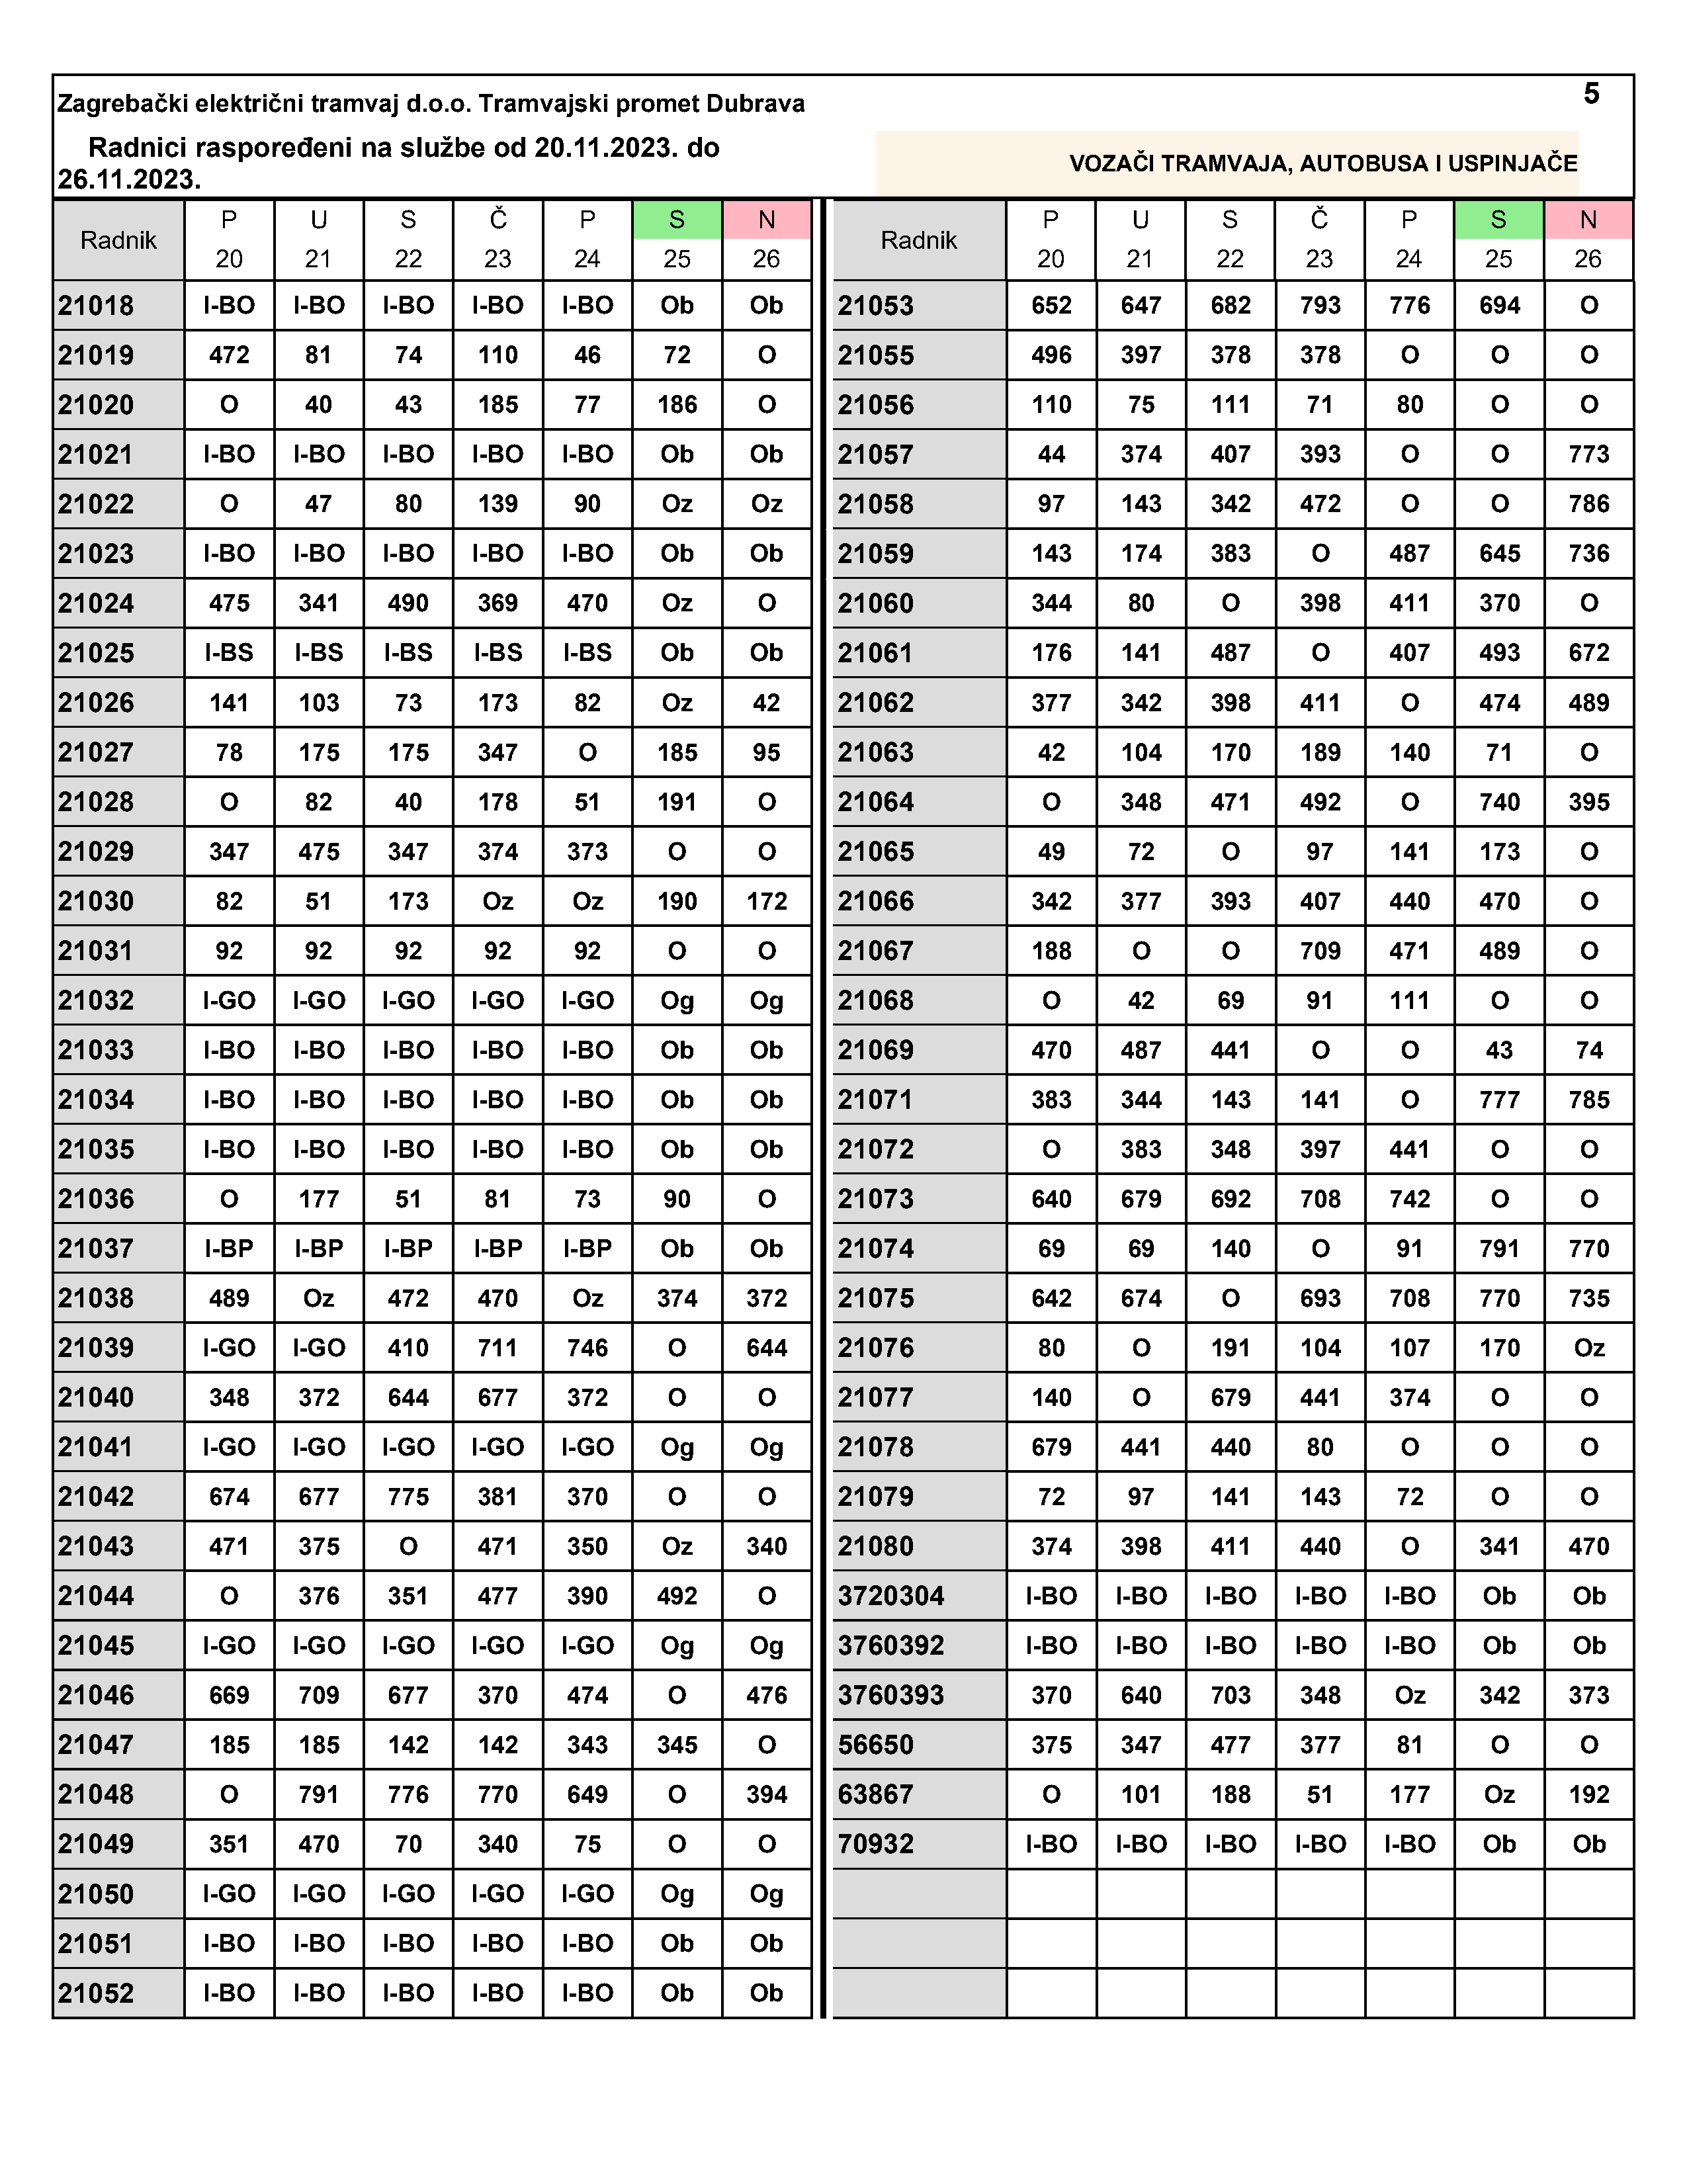 5
Zagrebački električni tramvaj d.o.o. Tramvajski promet Dubrava
Radnici raspoređeni na službe od 20.11.2023. do
26.11.2023.
VOZAČI TRAMVAJA, AUTOBUSA I USPINJAČE
Radnik P U S Č P S N
20 21 22 23 24 25 26
21018 I-BO I-BO I-BO I-BO I-BO Ob Ob
21019 472 81 74 110 46 72 O
21020 O 40 43 185 77 186 O
21021 I-BO I-BO I-BO I-BO I-BO Ob Ob
21022 O 47 80 139 90 Oz Oz
21023 I-BO I-BO I-BO I-BO I-BO Ob Ob
21024 475 341 490 369 470 Oz O
21025 I-BS I-BS I-BS I-BS I-BS Ob Ob
21026 141 103 73 173 82 Oz 42
21027 78 175 175 347 O 185 95
21028 O 82 40 178 51 191 O
21029 347 475 347 374 373 O O
21030 82 51 173 Oz Oz 190 172
21031 92 92 92 92 92 O O
21032 I-GO I-GO I-GO I-GO I-GO Og Og
21033 I-BO I-BO I-BO I-BO I-BO Ob Ob
21034 I-BO I-BO I-BO I-BO I-BO Ob Ob
21035 I-BO I-BO I-BO I-BO I-BO Ob Ob
21036 O 177 51 81 73 90 O
21037 I-BP I-BP I-BP I-BP I-BP Ob Ob
21038 489 Oz 472 470 Oz 374 372
21039 I-GO I-GO 410 711 746 O 644
21040 348 372 644 677 372 O O
21041 I-GO I-GO I-GO I-GO I-GO Og Og
21042 674 677 775 381 370 O O
21043 471 375 O 471 350 Oz 340
21044 O 376 351 477 390 492 O
21045 I-GO I-GO I-GO I-GO I-GO Og Og
21046 669 709 677 370 474 O 476
21047 185 185 142 142 343 345 O
21048 O 791 776 770 649 O 394
21049 351 470 70 340 75 O O
21050 I-GO I-GO I-GO I-GO I-GO Og Og
21051 I-BO I-BO I-BO I-BO I-BO Ob Ob
21052 I-BO I-BO I-BO I-BO I-BO Ob Ob
Radnik P U S Č P S N
20 21 22 23 24 25 26
21053 652 647 682 793 776 694 O
21055 496 397 378 378 O O O
21056 110 75 111 71 80 O O
21057 44 374 407 393 O O 773
21058 97 143 342 472 O O 786
21059 143 174 383 O 487 645 736
21060 344 80 O 398 411 370 O
21061 176 141 487 O 407 493 672
21062 377 342 398 411 O 474 489
21063 42 104 170 189 140 71 O
21064 O 348 471 492 O 740 395
21065 49 72 O 97 141 173 O
21066 342 377 393 407 440 470 O
21067 188 O O 709 471 489 O
21068 O 42 69 91 111 O O
21069 470 487 441 O O 43 74
21071 383 344 143 141 O 777 785
21072 O 383 348 397 441 O O
21073 640 679 692 708 742 O O
21074 69 69 140 O 91 791 770
21075 642 674 O 693 708 770 735
21076 80 O 191 104 107 170 Oz
21077 140 O 679 441 374 O O
21078 679 441 440 80 O O O
21079 72 97 141 143 72 O O
21080 374 398 411 440 O 341 470
3720304 I-BO I-BO I-BO I-BO I-BO Ob Ob
3760392 I-BO I-BO I-BO I-BO I-BO Ob Ob
3760393 370 640 703 348 Oz 342 373
56650 375 347 477 377 81 O O
63867 O 101 188 51 177 Oz 192
70932 I-BO I-BO I-BO I-BO I-BO Ob Ob